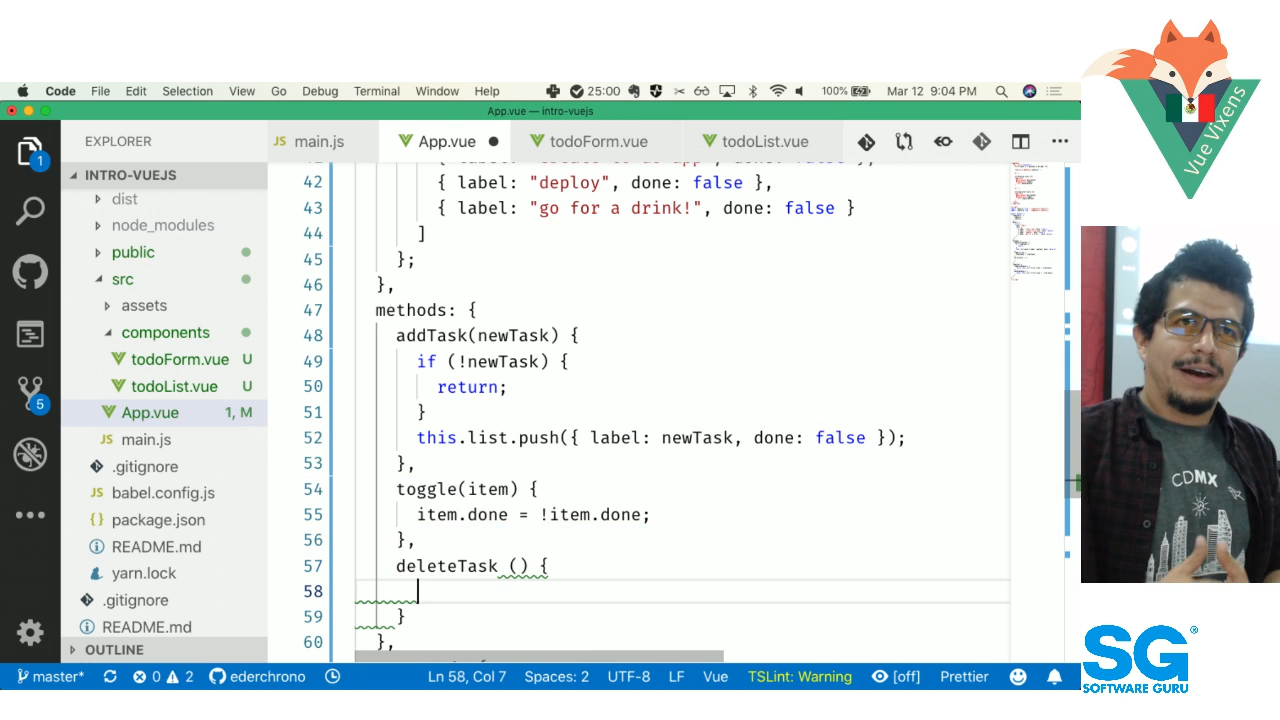 Code File Edit Selection View Go Debug Terminal Window Help 25:00 100% Mar 12 9:04 PM
App.vue — intro-vuejs
EXPLORER
JS main.js
App.vue
todoForm.vue
todoList.vue
1
INTRO-VUEJS
dist
node_modules
public
src
assets
components
todoForm.vue U
todoList.vue U
App.vue 1, M
JS main.js
.gitignore
JS babel.config.js
{} package.json
README.md
yarn.lock
.gitignore
README.md
OUTLINE
5
42 { label: "deploy", done: false },
43 { label: "go for a drink!", done: false }
44 ]
45 };
46 },
47 methods: {
48 addTask(newTask) {
49 if (!newTask) {
50 return;
51 }
52 this.list.push({ label: newTask, done: false });
53 },
54 toggle(item) {
55 item.done = !item.done;
56 },
57 deleteTask () {
58
59 }
60 },
master* 0 2 ederchrono Ln 58, Col 7 Spaces: 2 UTF-8 LF Vue TSLint: Warning [off] Prettier
Vue Vixens
CDMX
SG®
SOFTWARE GURU